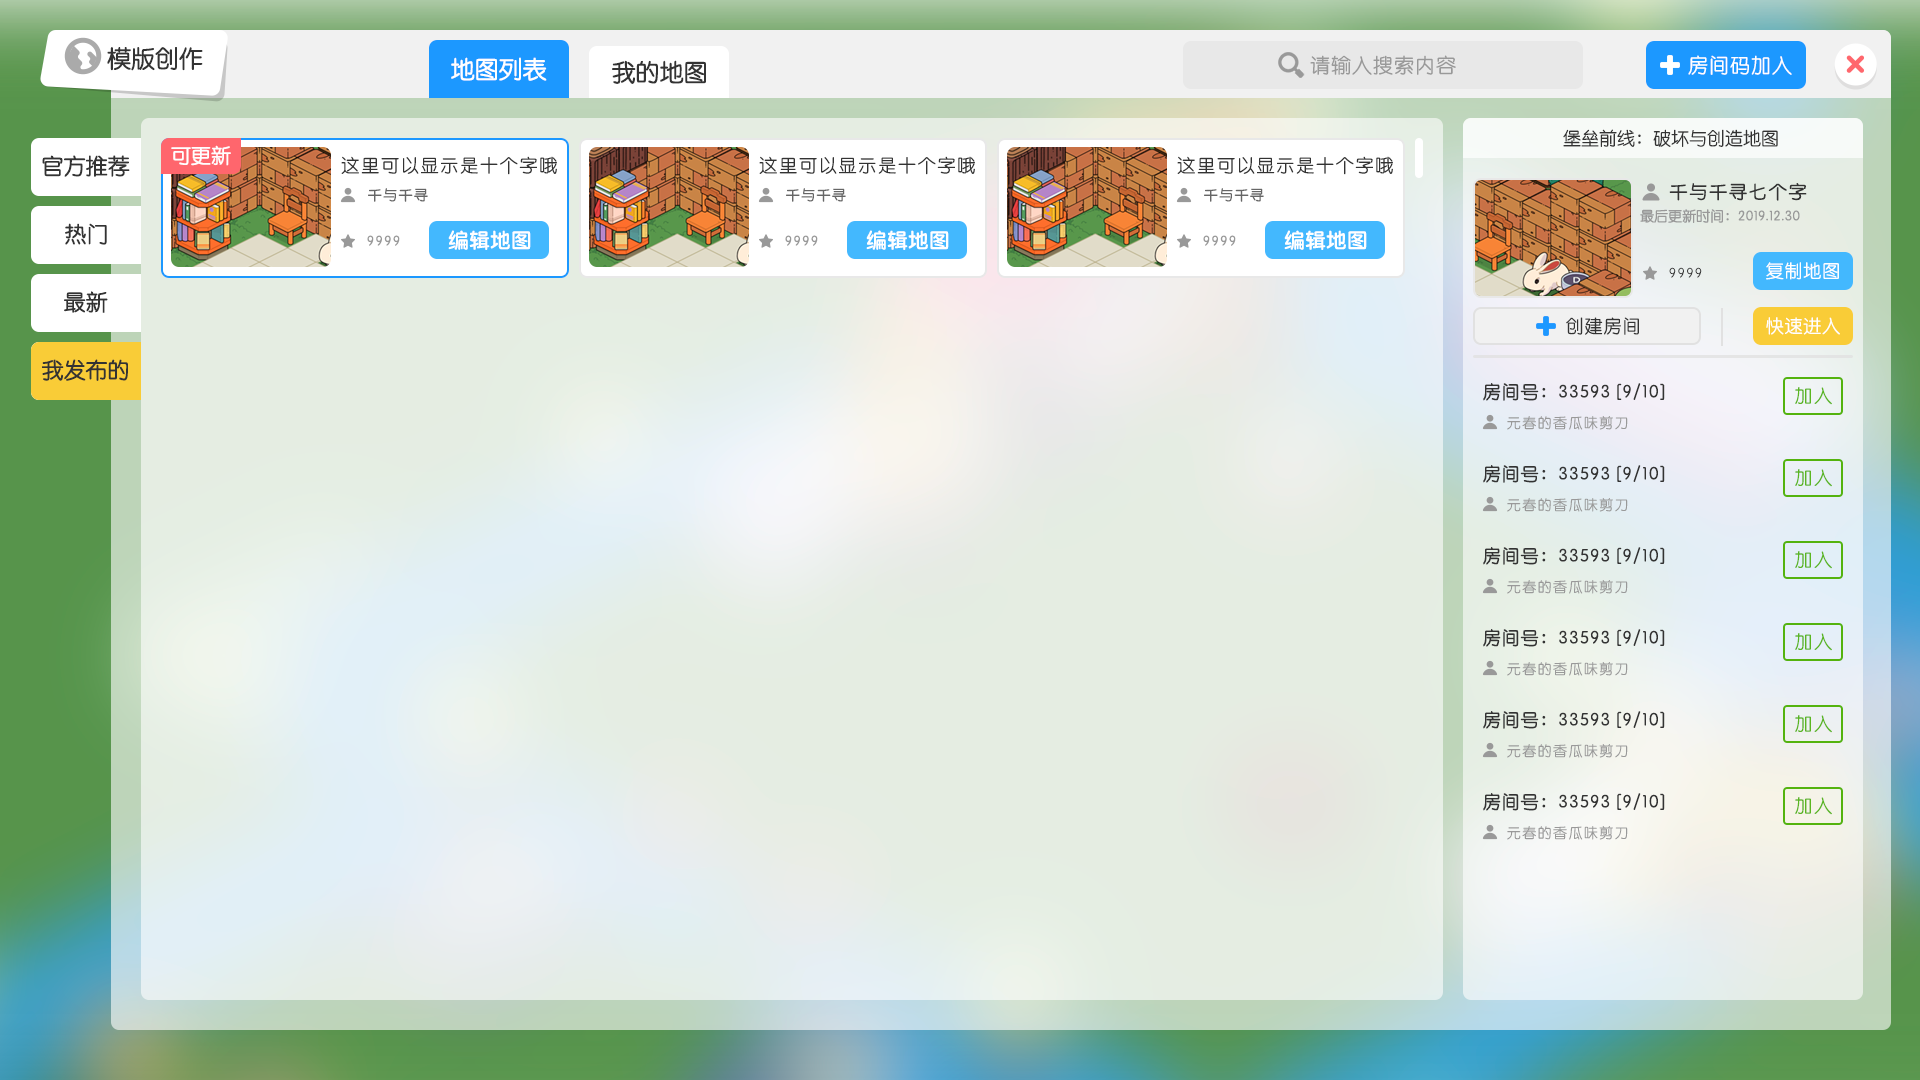 模版创作
地图列表
我的地图
请输入搜索内容
房间码加入
官方推荐
热门
最新
我发布的
可更新
这里可以显示是十个字哦
千与千寻
9999
编辑地图
这里可以显示是十个字哦
千与千寻
9999
编辑地图
这里可以显示是十个字哦
千与千寻
9999
编辑地图
堡垒前线：破坏与创造地图
千与千寻七个字
最后更新时间：2019.12.30
9999
复制地图
创建房间
快速进入
房间号：33593 [9/10]
元春的香瓜味剪刀
加入
房间号：33593 [9/10]
元春的香瓜味剪刀
加入
房间号：33593 [9/10]
元春的香瓜味剪刀
加入
房间号：33593 [9/10]
元春的香瓜味剪刀
加入
房间号：33593 [9/10]
元春的香瓜味剪刀
加入
房间号：33593 [9/10]
元春的香瓜味剪刀
加入